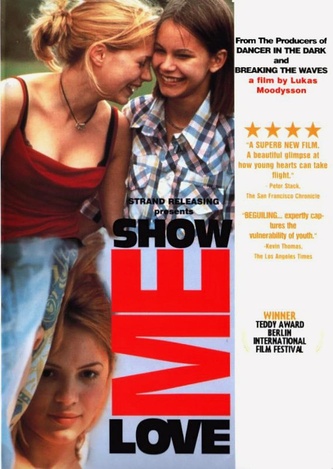 From The Producers of
DANCER IN THE DARK
and
BREAKING THE WAVES
a film by Lukas
Moodysson
"A SUPERB NEW FILM.
A beautiful glimpse at
how young hearts can take
flight."
- Peter Stack,
The San Francisco Chronicle
"BEGUILING... expertly cap-
tures the
vulnerability of youth."
-Kevin Thomas,
The Los Angeles Times
STRAND RELEASING
presents
SHOW
ME
LOVE
WINNER
TEDDY AWARD
BERLIN
INTERNATIONAL
FILM FESTIVAL